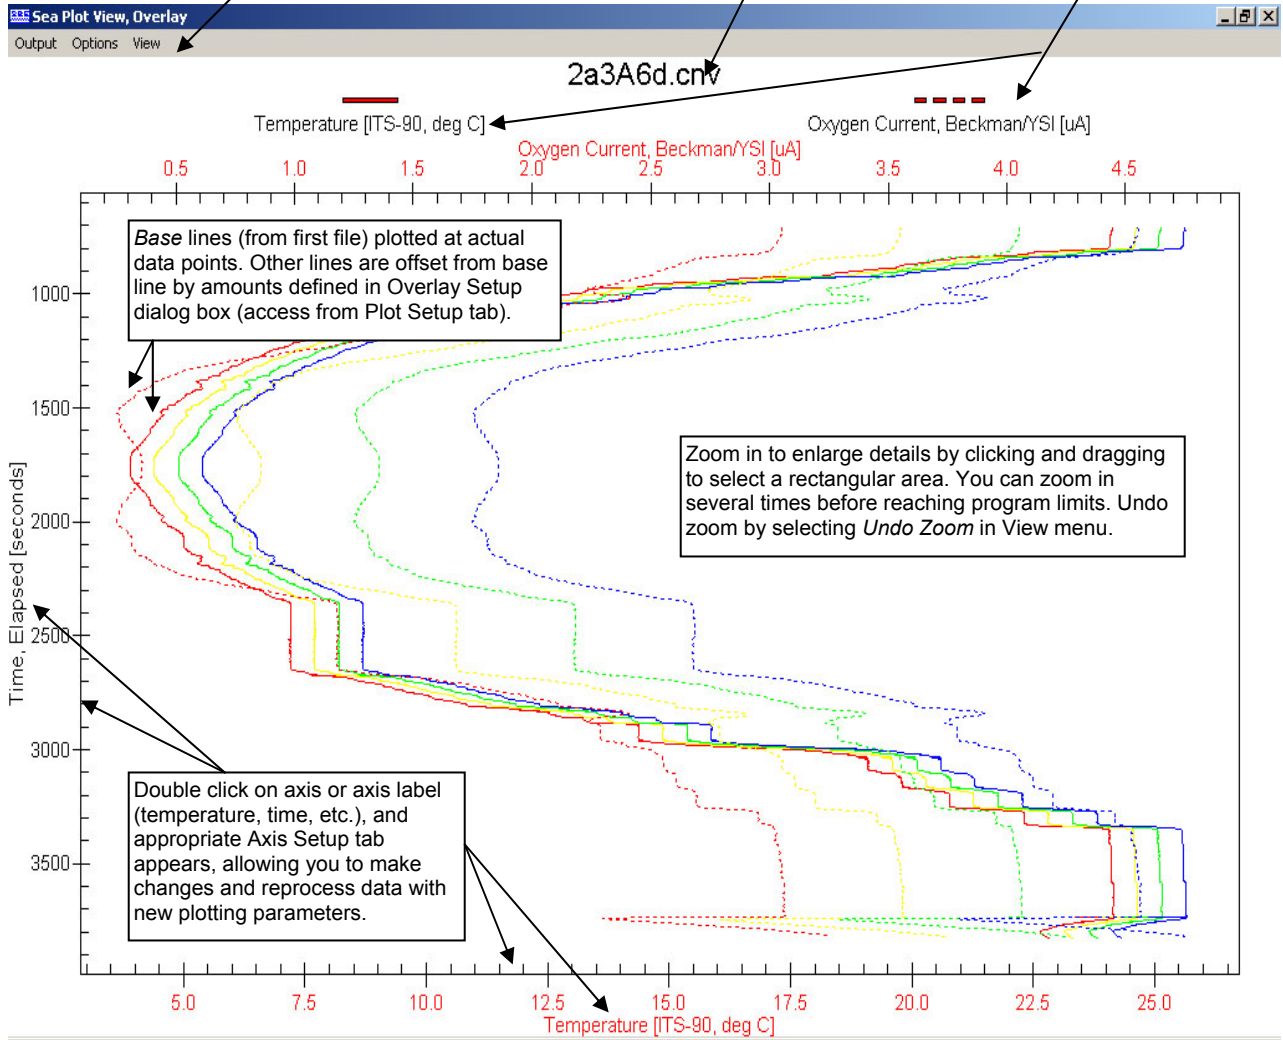 Sea Plot View, Overlay
Output Options View
2a3A6d.cnv
Temperature [ITS-90, deg C]
Oxygen Current, Beckman/YSI [uA]
Oxygen Current, Beckman/YSI [uA]
0.5 1.0 1.5 2.0 2.5 3.0 3.5 4.0 4.5
Base lines (from first file) plotted at actual
data points. Other lines are offset from base
line by amounts defined in Overlay Setup
dialog box (access from Plot Setup tab).
1000
1500
2000
2500
3000
3500
Time, Elapsed [seconds]
Zoom in to enlarge details by clicking and dragging
to select a rectangular area. You can zoom in
several times before reaching program limits. Undo
zoom by selecting Undo Zoom in View menu.
Double click on axis or axis label
(temperature, time, etc.), and
appropriate Axis Setup tab
appears, allowing you to make
changes and reprocess data with
new plotting parameters.
5.0 7.5 10.0 12.5 15.0 17.5 20.0 22.5 25.0
Temperature [ITS-90, deg C]